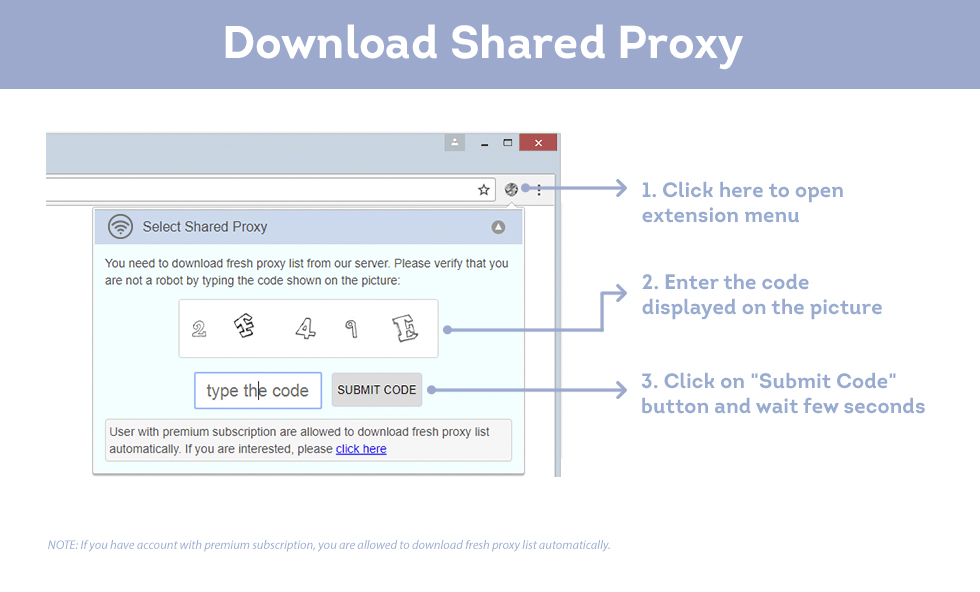 Download Shared Proxy
1. Click here to open
extension menu
Select Shared Proxy
You need to download fresh proxy list from our server. Please verify that you
are not a robot by typing the code shown on the picture:
2 4 9 E
2. Enter the code
displayed on the picture
type the code
SUBMIT CODE
3. Click on "Submit Code"
button and wait few seconds
User with premium subscription are allowed to download fresh proxy list
automatically. If you are interested, please click here
NOTE: If you have account with premium subscription, you are allowed to download fresh proxy list automatically.